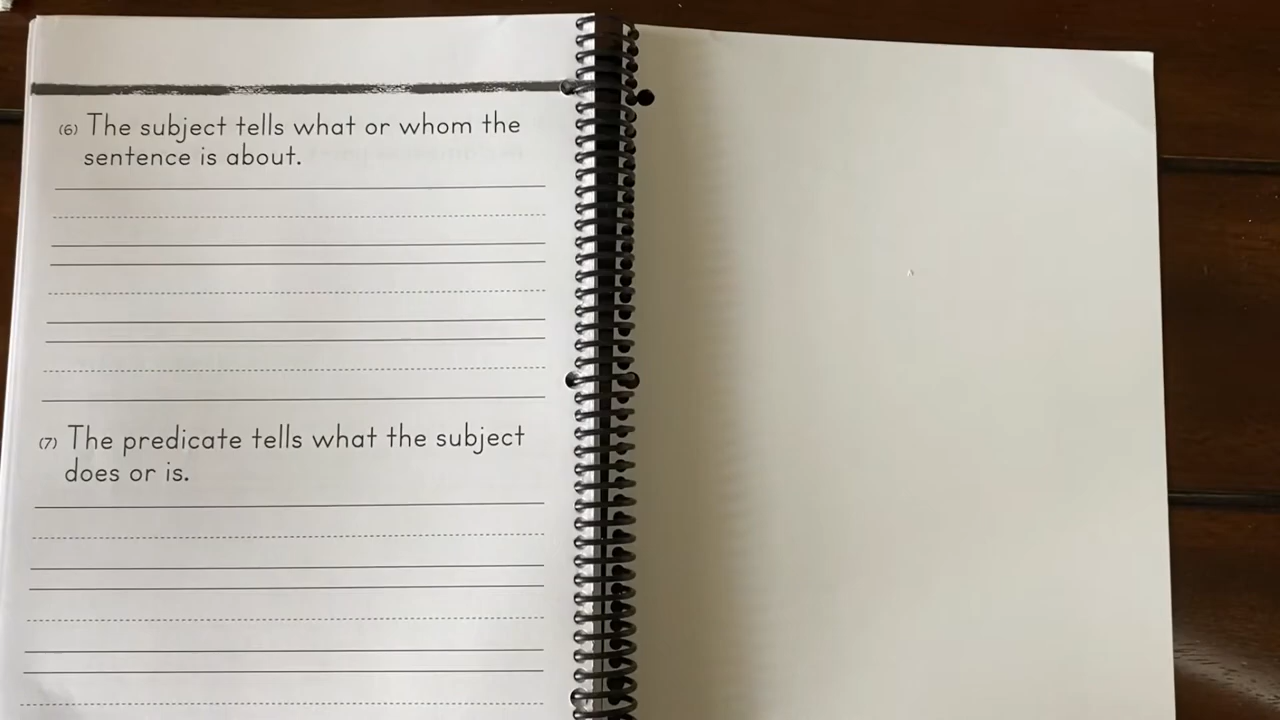 (6) The subject tells what or whom the
sentence is about.
(7) The predicate tells what the subject
does or is.